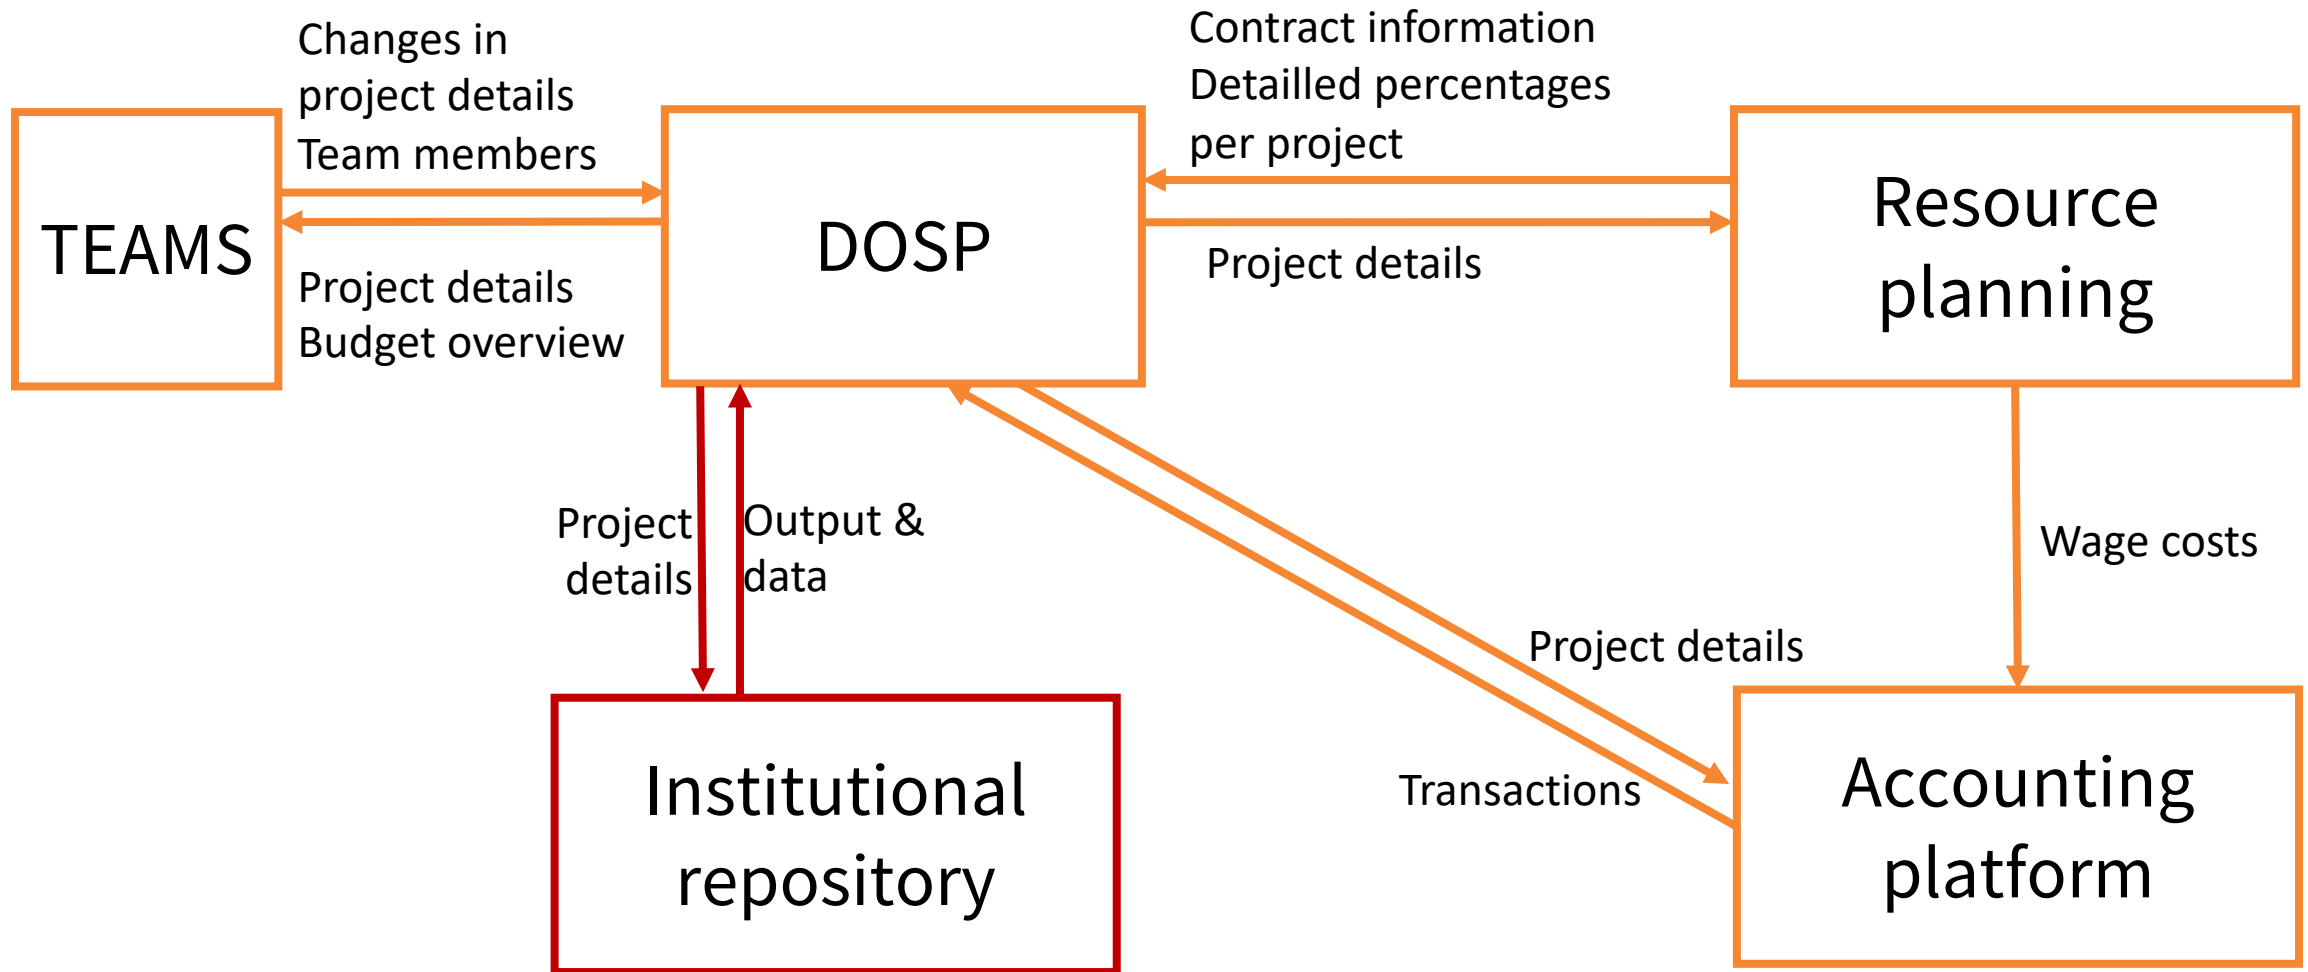 Changes in
project details
Team members
Contract information
Detailled percentages
per project
TEAMS
DOSP
Resource
planning
Project details
Budget overview
Project details
Project
details
Output &
data
Wage costs
Project details
Transactions
Institutional
repository
Accounting
platform